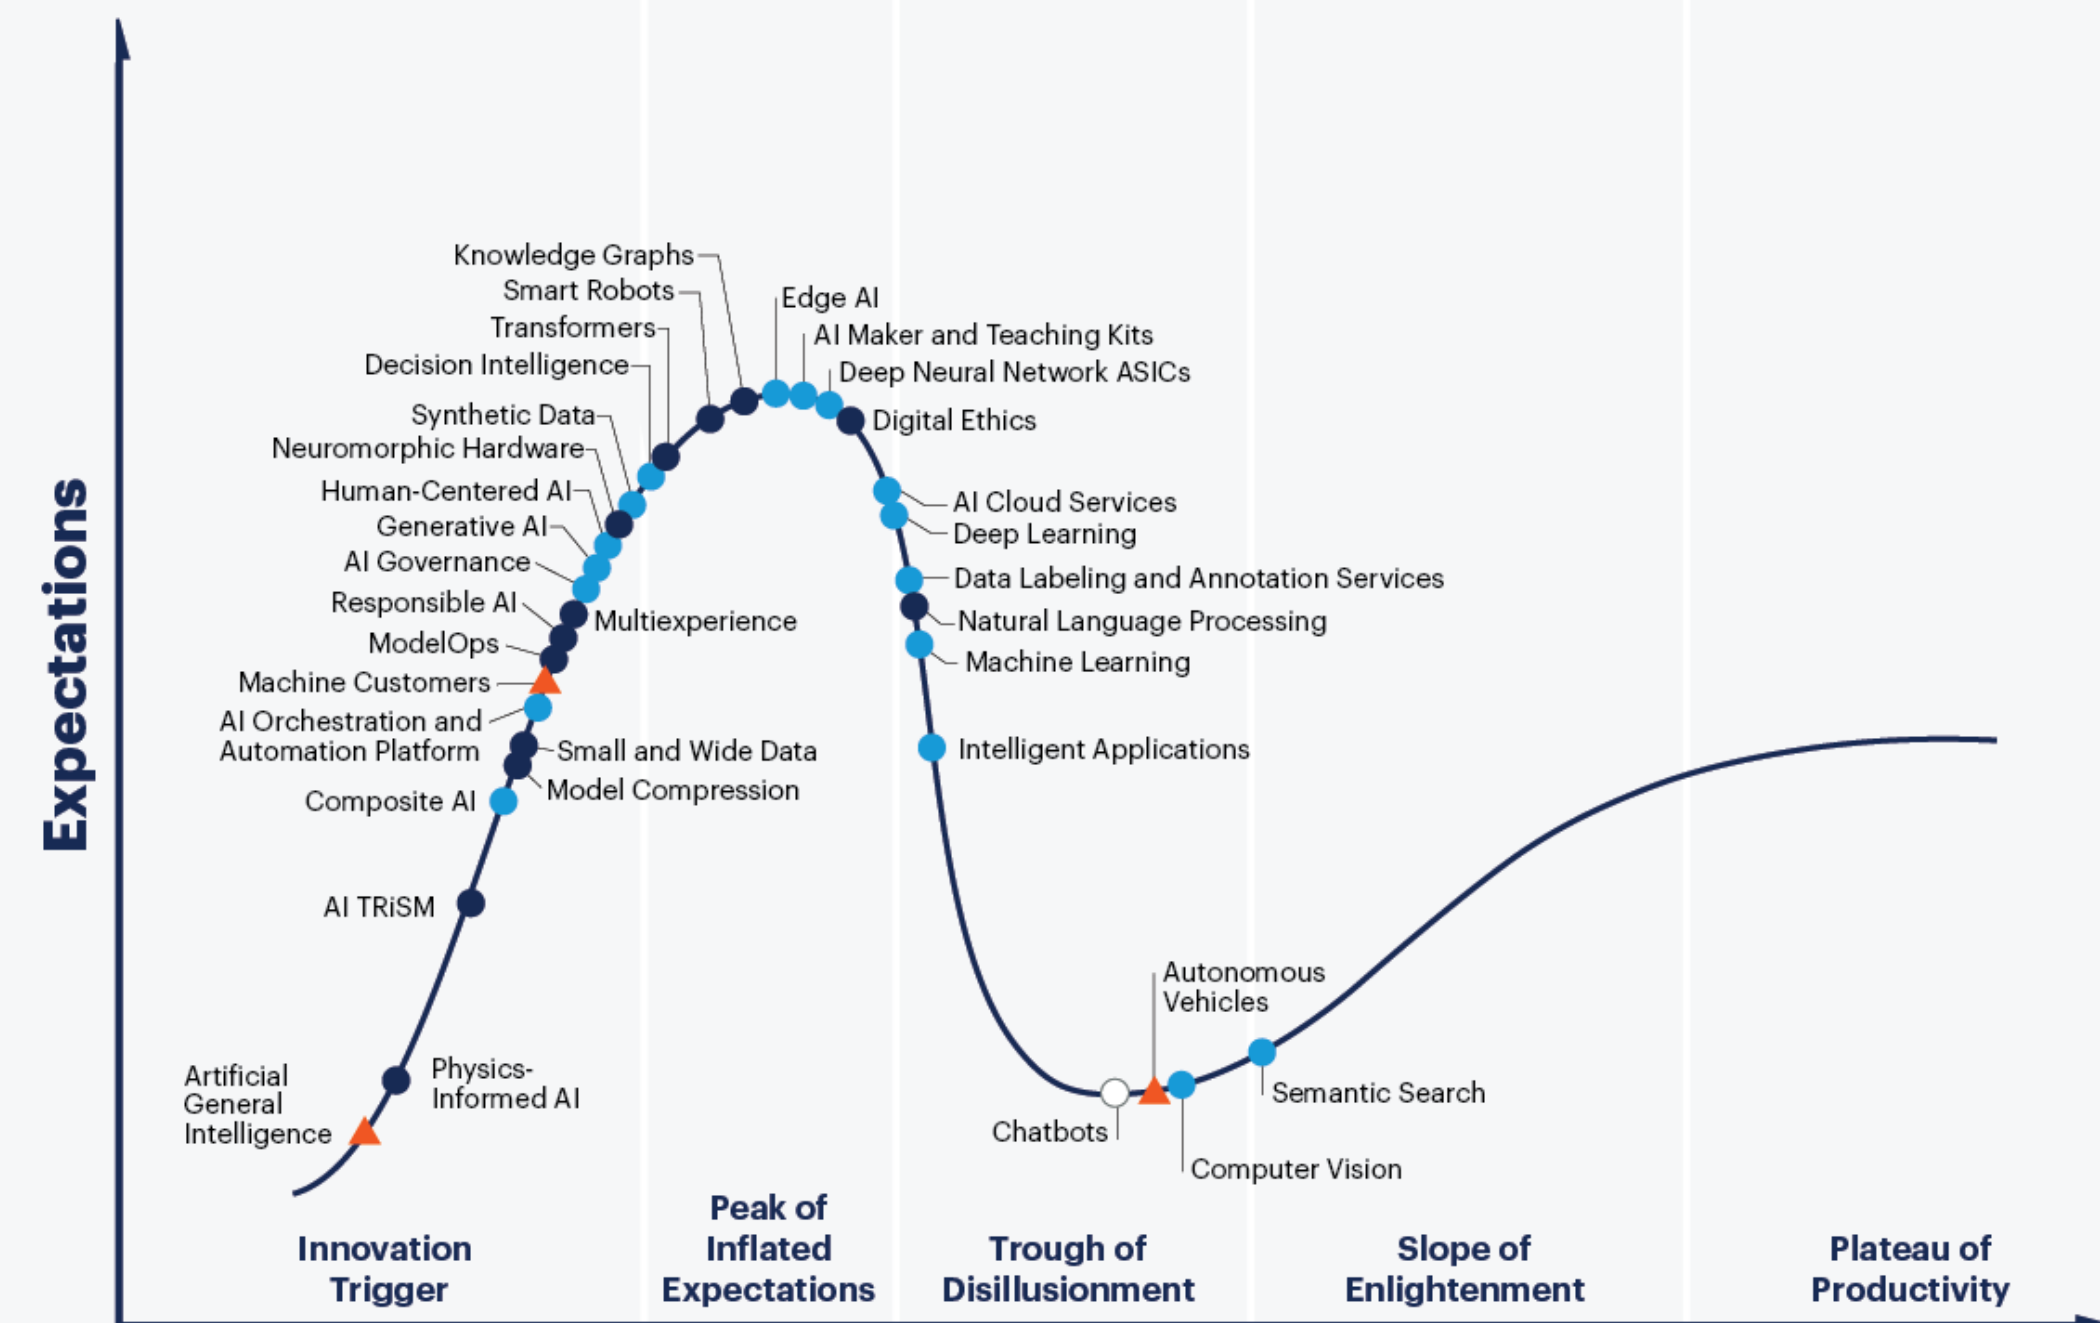 Expectations
Knowledge Graphs
Smart Robots
Transformers
Decision Intelligence
Synthetic Data
Neuromorphic Hardware
Human-Centered AI
Generative AI
AI Governance
Responsible AI
Multiexperience
ModelOps
Machine Customers
AI Orchestration and
Automation Platform
Small and Wide Data
Model Compression
Composite AI
AI TRiSM
Physics-
Informed AI
Artificial
General
Intelligence
Edge AI
AI Maker and Teaching Kits
Deep Neural Network ASICs
Digital Ethics
AI Cloud Services
Deep Learning
Data Labeling and Annotation Services
Natural Language Processing
Machine Learning
Intelligent Applications
Autonomous
Vehicles
Chatbots
Computer Vision
Semantic Search
Innovation
Trigger
Peak of
Inflated
Expectations
Trough of
Disillusionment
Slope of
Enlightenment
Plateau of
Productivity